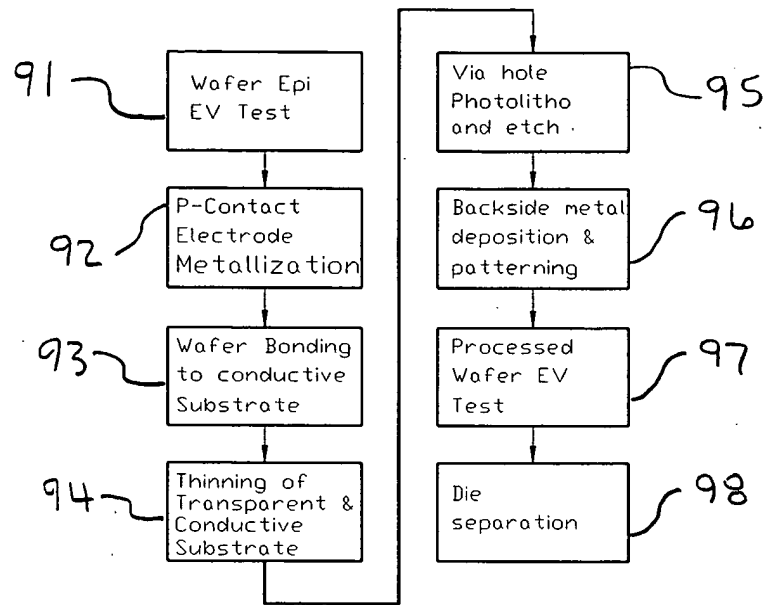 91
Wafer Epi
EV Test
92
P-Contact
Electrode
Metallization
93
Wafer Bonding
to conductive
Substrate
94
Thinning of
Transparent &
Conductive
Substrate
95
Via hole
Photolitho
and etch
96
Backside metal
deposition &
patterning
97
Processed
Wafer EV
Test
98
Die
separation